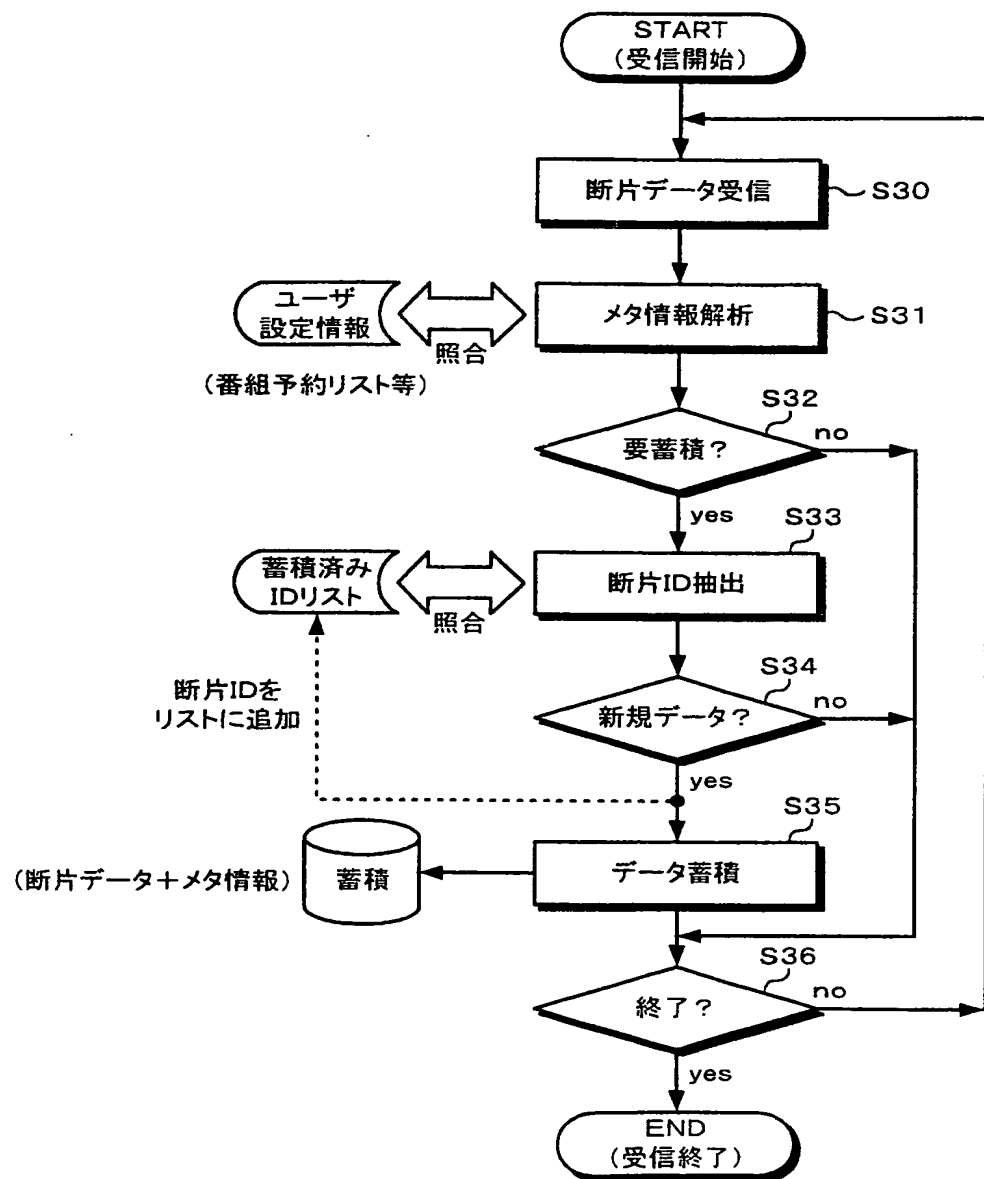 START
(受信開始)
断片データ受信
S30
ユーザ
設定情報
照合
メタ情報解析
S31
(番組予約リスト等)
S32
要蓄積?
no
yes
S33
蓄積済み
IDリスト
照合
断片ID抽出
断片IDを
リストに追加
S34
新規データ?
no
yes
S35
(断片データ+メタ情報)
蓄積
データ蓄積
S36
終了?
no
yes
END
(受信終了)